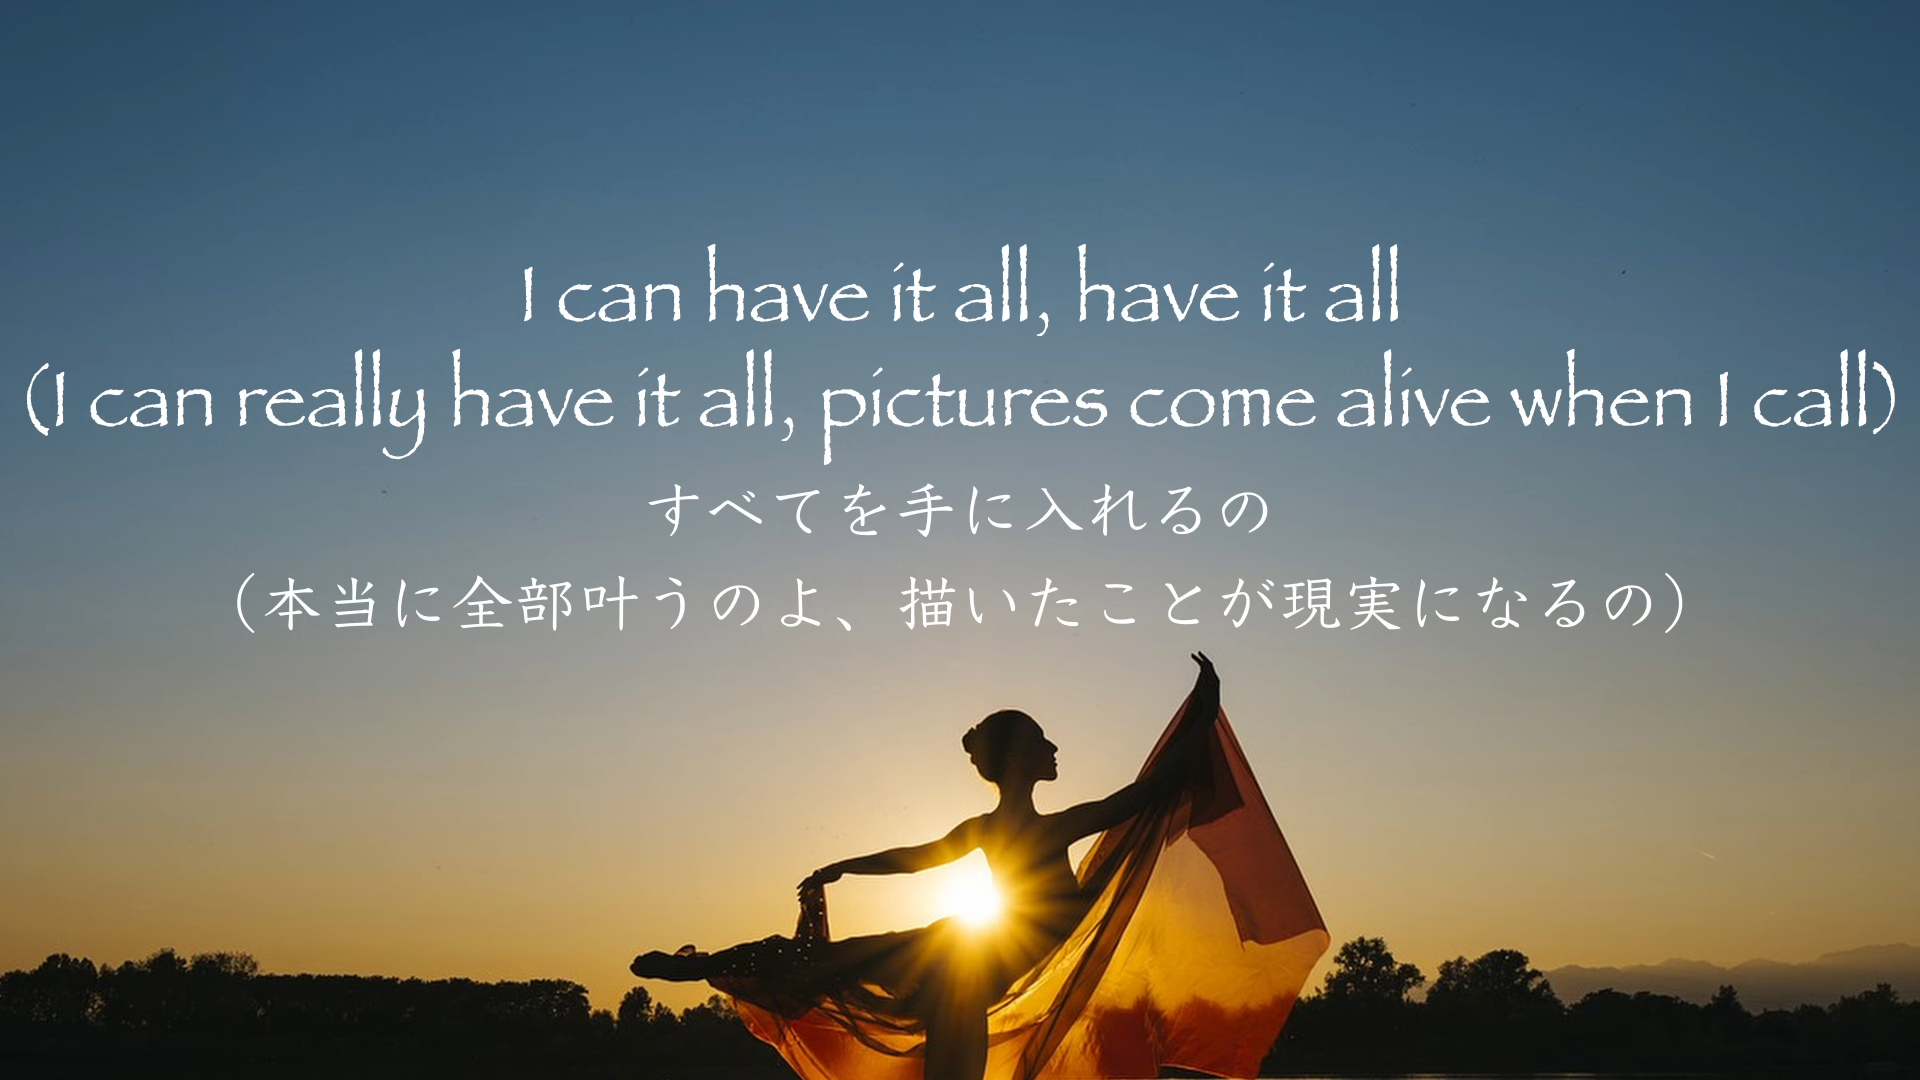 I can have it all, have it all
(I can really have it all, pictures come alive when I call)
すべてを手に入れるの
（本当に全部叶うのよ、描いたことが現実になるの）